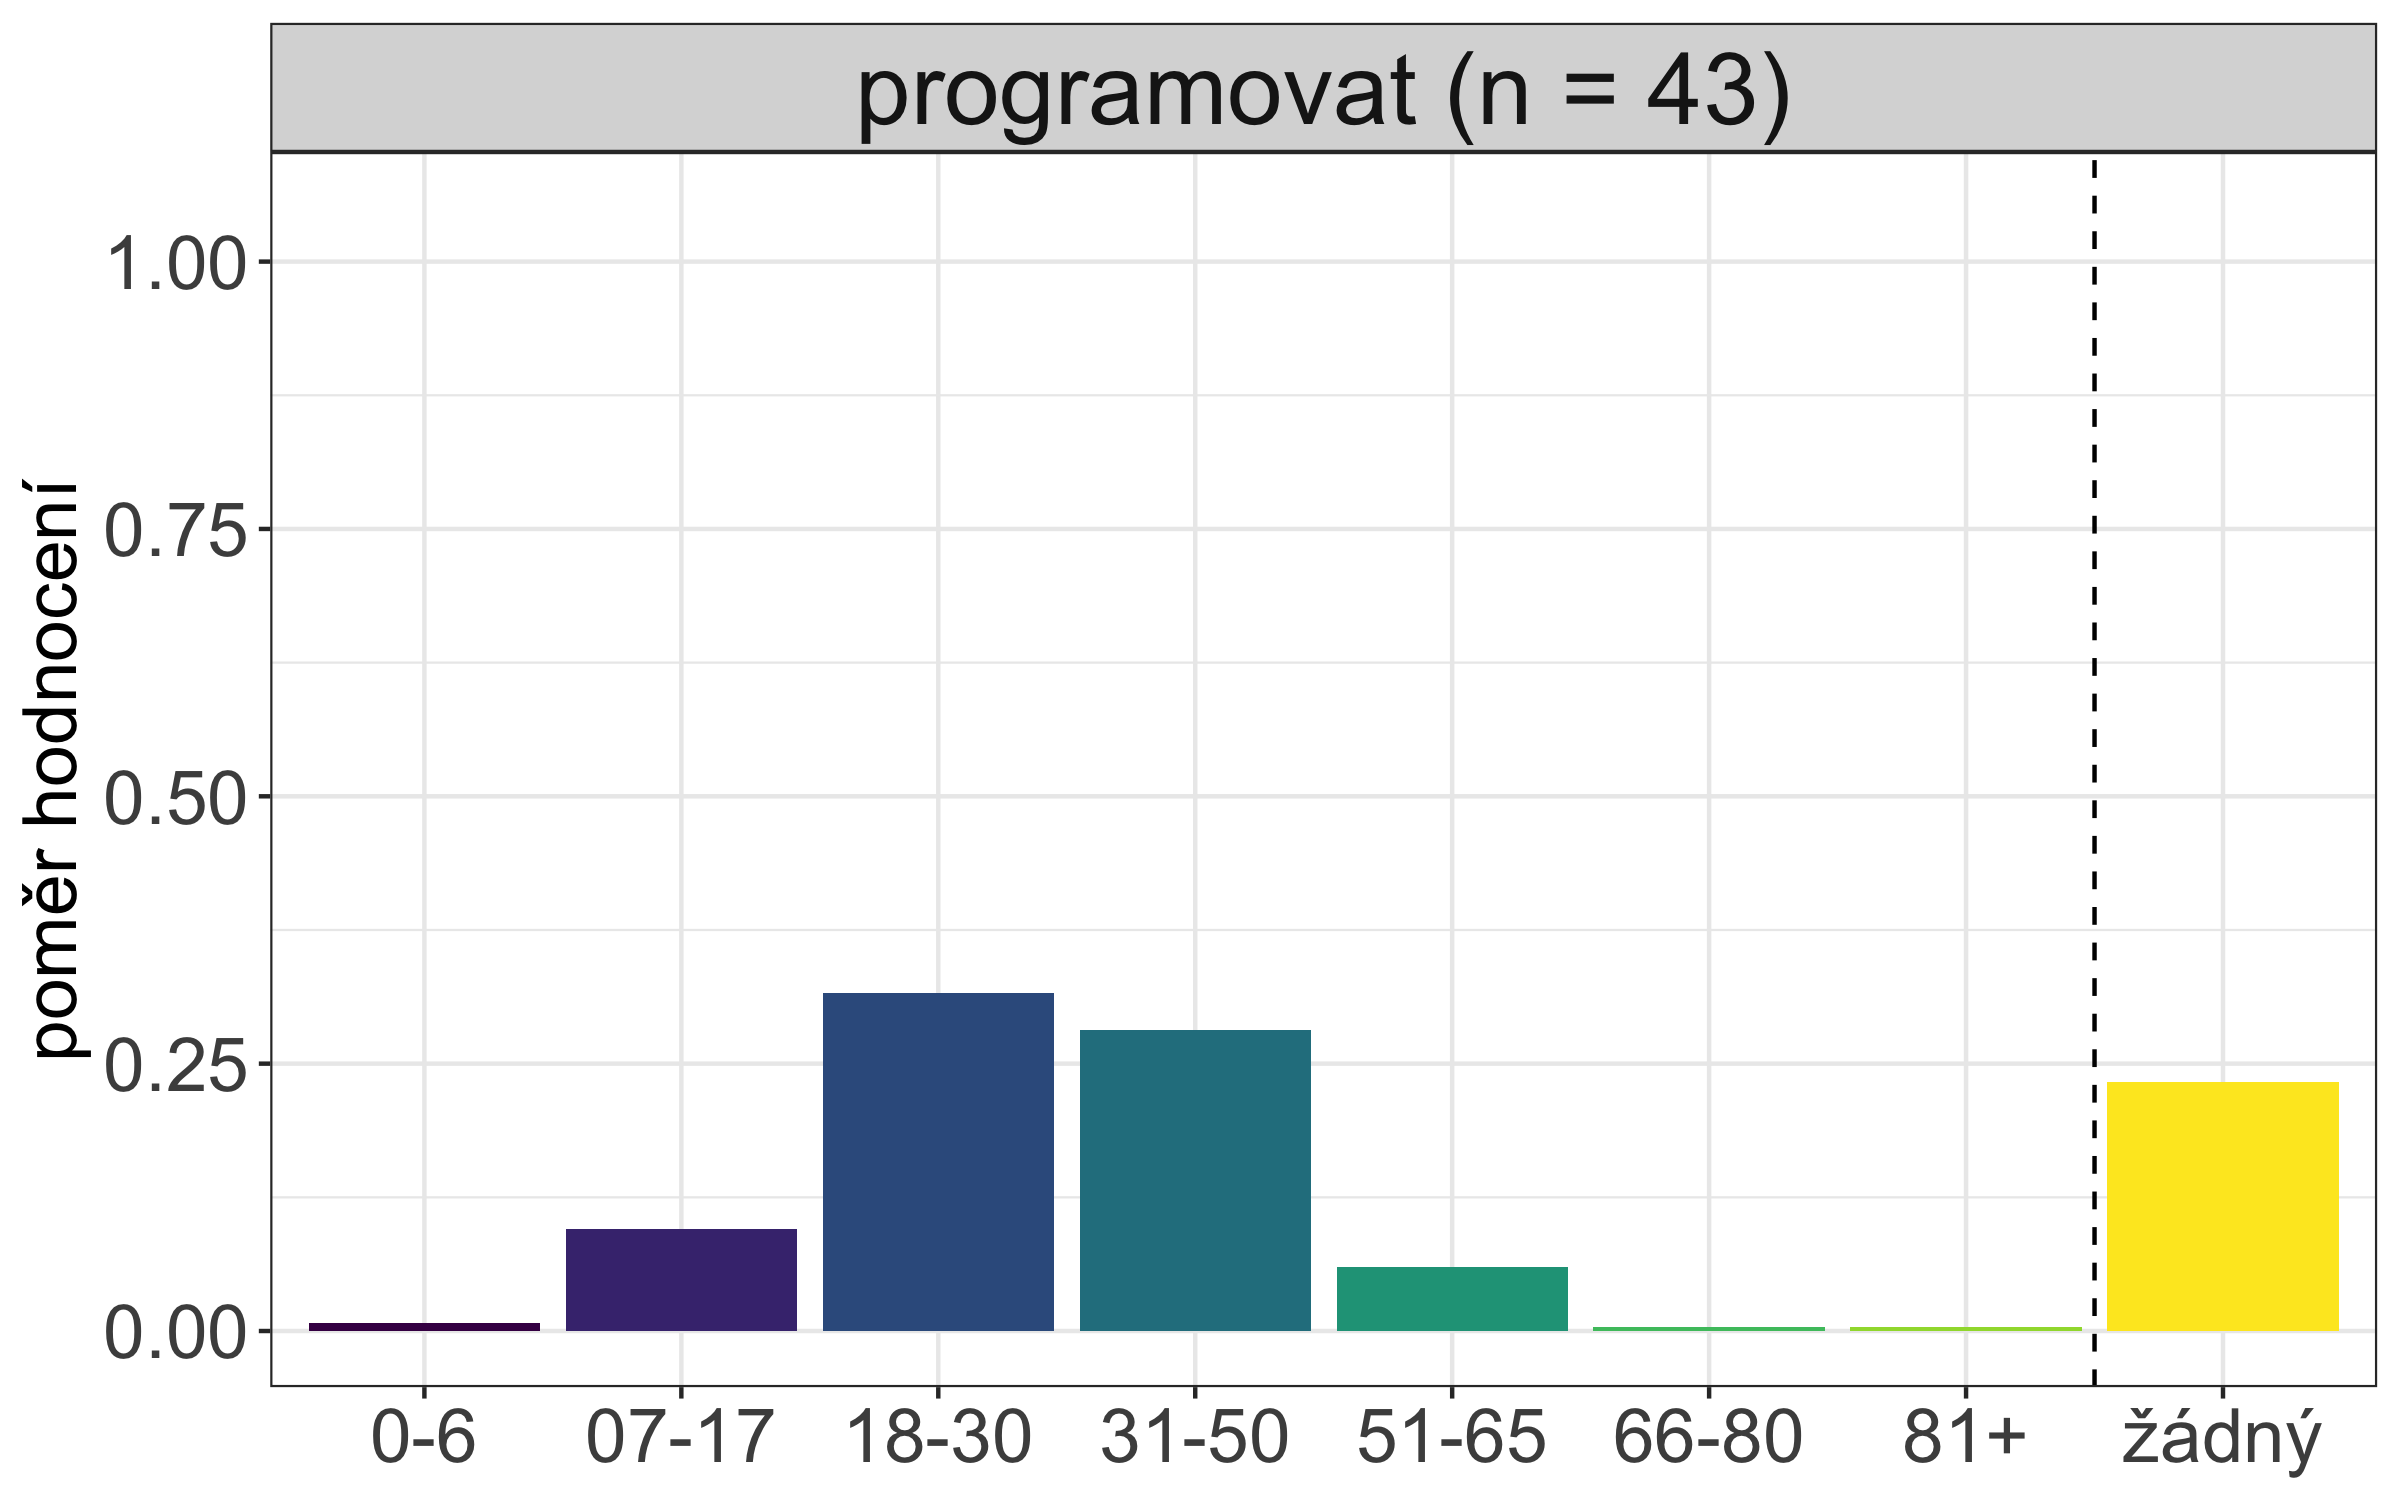 programovat (n = 43)
poměr hodnocení
1.00
0.75
0.50
0.25
0.00
0-6 07-17 18-30 31-50 51-65 66-80 81+ žádný